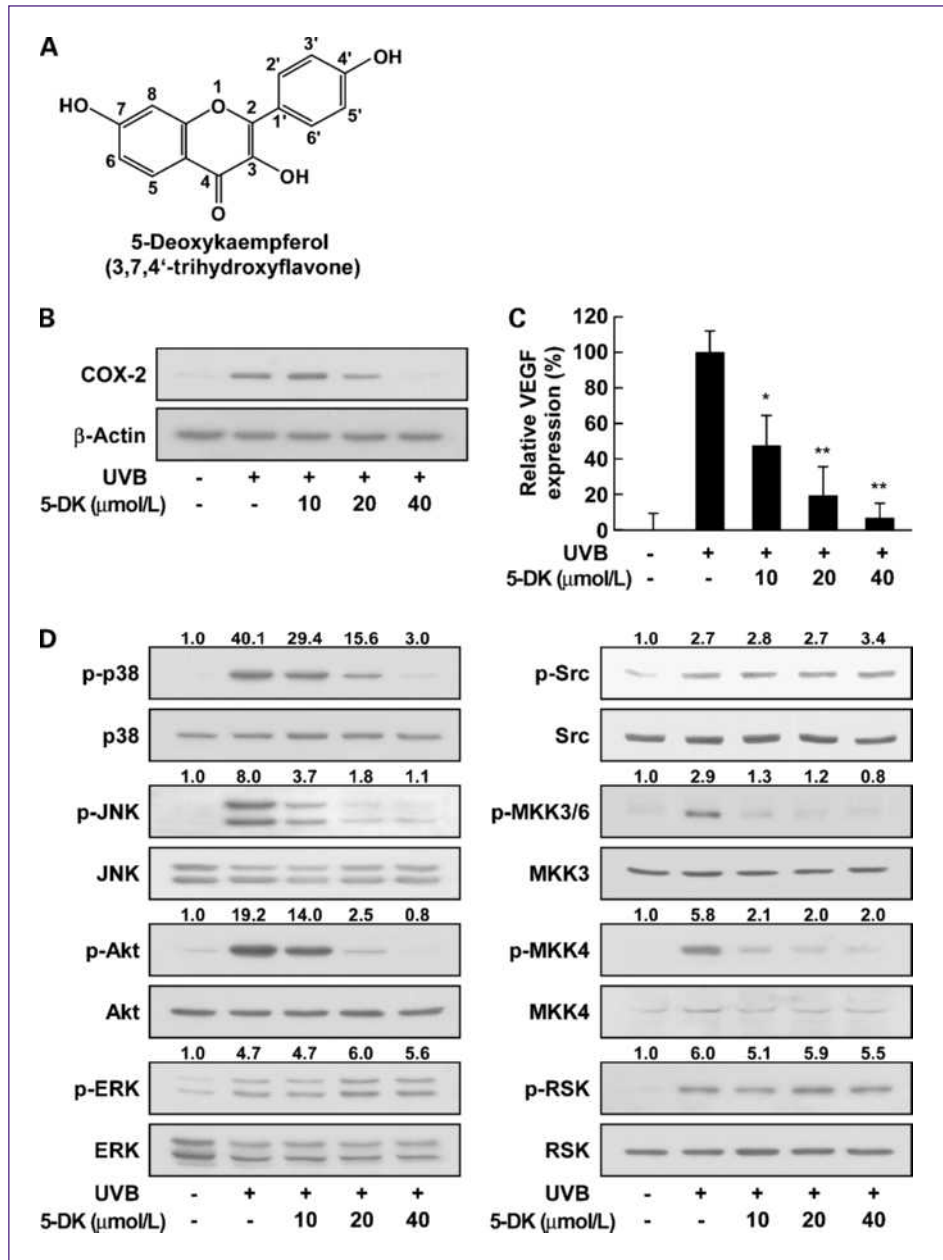 A
3'
2'
4'
OH
HO
8
1
O
7
2
1'
5'
6'
6
3
5
4
OH
O
5-Deoxykaempferol
(3,7,4‘-trihydroxyflavone)
B
COX-2
β-Actin
UVB - + + + +
5-DK (μmol/L) - - 10 20 40
C
Relative VEGF
expression (%)
120
100
80
60
40
20
0
*
**
**
UVB - + + + +
5-DK (μmol/L) - - 10 20 40
D
1.0 40.1 29.4 15.6 3.0
p-p38
p38
1.0 8.0 3.7 1.8 1.1
p-JNK
JNK
1.0 19.2 14.0 2.5 0.8
p-Akt
Akt
1.0 4.7 4.7 6.0 5.6
p-ERK
ERK
UVB - + + + +
5-DK (μmol/L) - - 10 20 40
1.0 2.7 2.8 2.7 3.4
p-Src
Src
1.0 2.9 1.3 1.2 0.8
p-MKK3/6
MKK3
1.0 5.8 2.1 2.0 2.0
p-MKK4
MKK4
1.0 6.0 5.1 5.9 5.5
p-RSK
RSK
UVB - + + + +
5-DK (μmol/L) - - 10 20 40